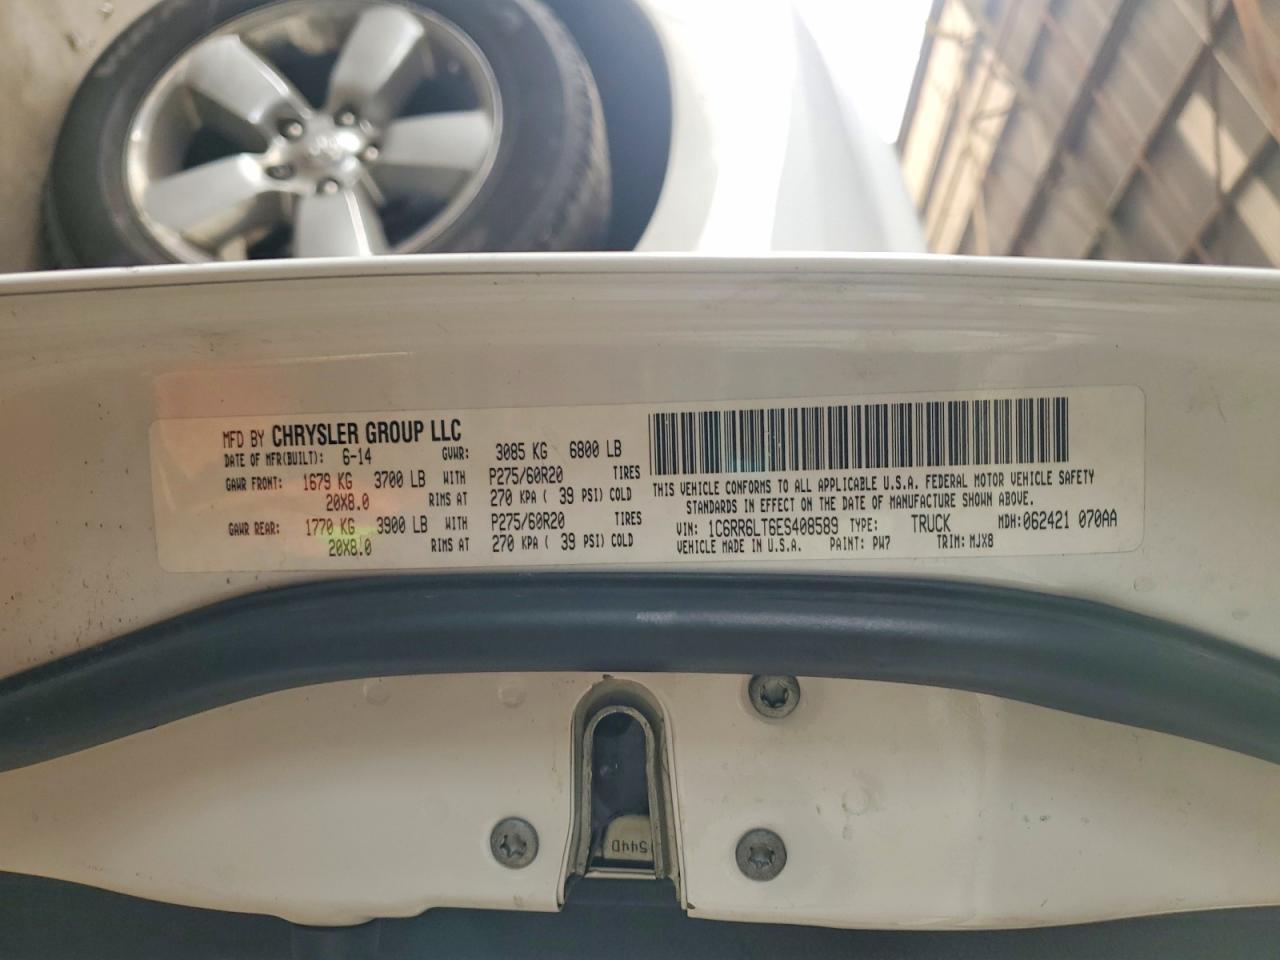 MFD BY CHRYSLER GROUP LLC
DATE OF MFR(BUILT): 6-14 GVWR: 3085 KG 6800 LB
GAWR FRONT: 1679 KG 3700 LB WITH P275/60R20 TIRES
20X8.0 RIMS AT 270 KPA ( 39 PSI) COLD
GAWR REAR: 1770 KG 3900 LB WITH P275/60R20 TIRES
20X8.0 RIMS AT 270 KPA ( 39 PSI) COLD
THIS VEHICLE CONFORMS TO ALL APPLICABLE U.S.A. FEDERAL MOTOR VEHICLE SAFETY
STANDARDS IN EFFECT ON THE DATE OF MANUFACTURE SHOWN ABOVE.
VIN: 1C6RR6LT6ES408589 TYPE: TRUCK MDH: 062421 070AA
VEHICLE MADE IN U.S.A. PAINT: PW7 TRIM: MJX8
544D